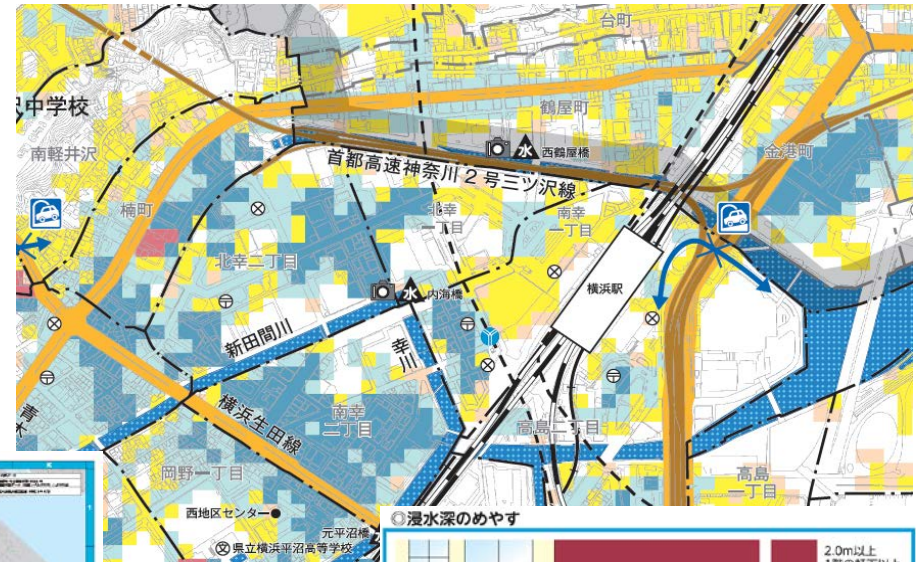 台町
沢中学校
鶴屋町
南軽井沢
水 西鶴屋橋
金港町
首都高速神奈川2号三ツ沢線
楠町
北幸
一丁目
南幸
一丁目
北幸二丁目
横浜駅
水 内海橋
新田間川
幸川
横浜生田線
南幸
二丁目
高島二丁目
岡野一丁目
高島
一丁目
西地区センター
元平沼橋
県立横浜平沼高等学校
◎浸水深のめやす
2.0m以上